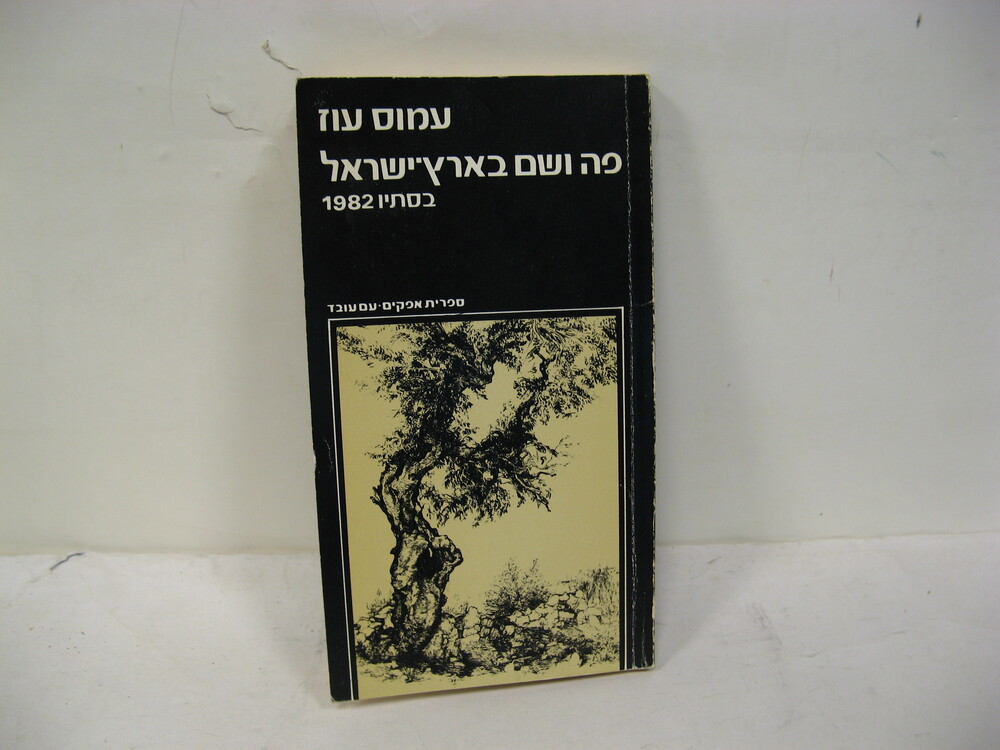 עמוס עוז
פה ושם בארץ-ישראל
בסתיו 1982
ספרית אפקים · עם עובד